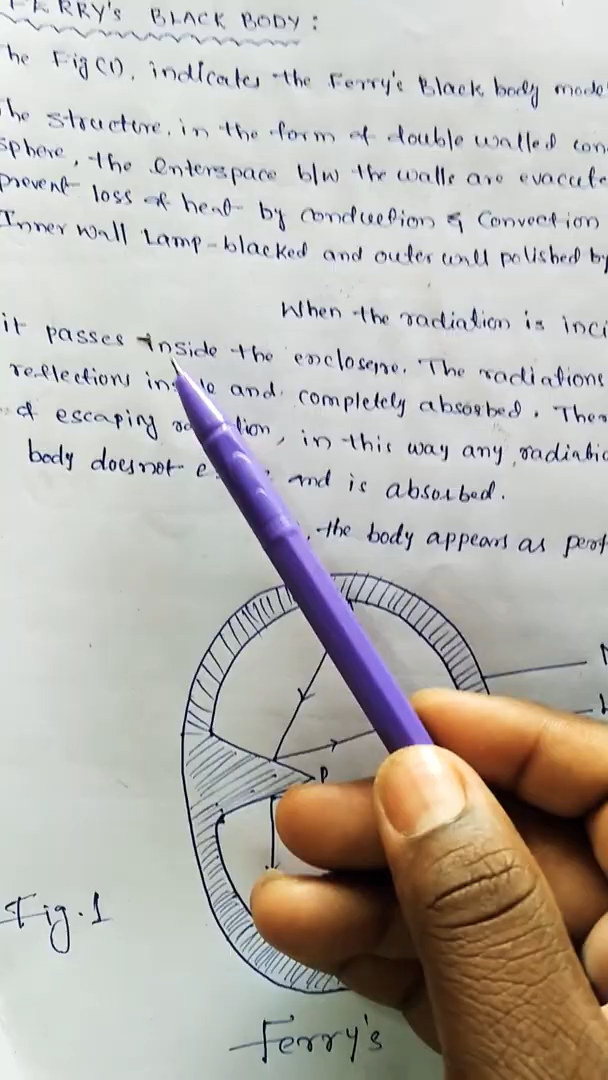 FERRY's BLACK BODY :
The Fig (1). indicates the Ferry's Black body
The structure, in the form of double walled
sphere, the enterspace b/w the walls are
prevent loss of heat by conduction & Convection
Inner wall Lamp-blacked and outer wall polished by
When the radiation is
it passes inside the enclosere. The radiations
reflections and completely absorbed.
of escaping in this way any
body doesnot and is absorbed.
the body appears as
P
Fig. 1
Ferry's